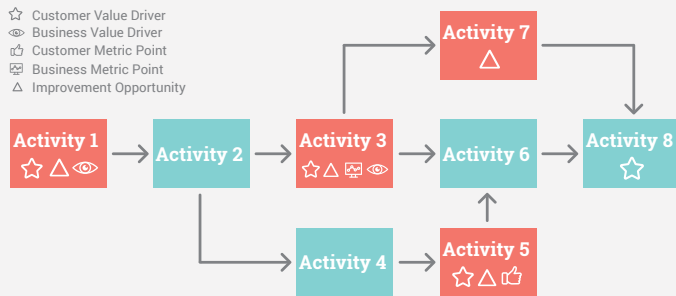 Customer Value Driver
Business Value Driver
Customer Metric Point
Business Metric Point
Improvement Opportunity
Activity 7
Activity 1
Activity 2
Activity 3
Activity 6
Activity 8
Activity 4
Activity 5